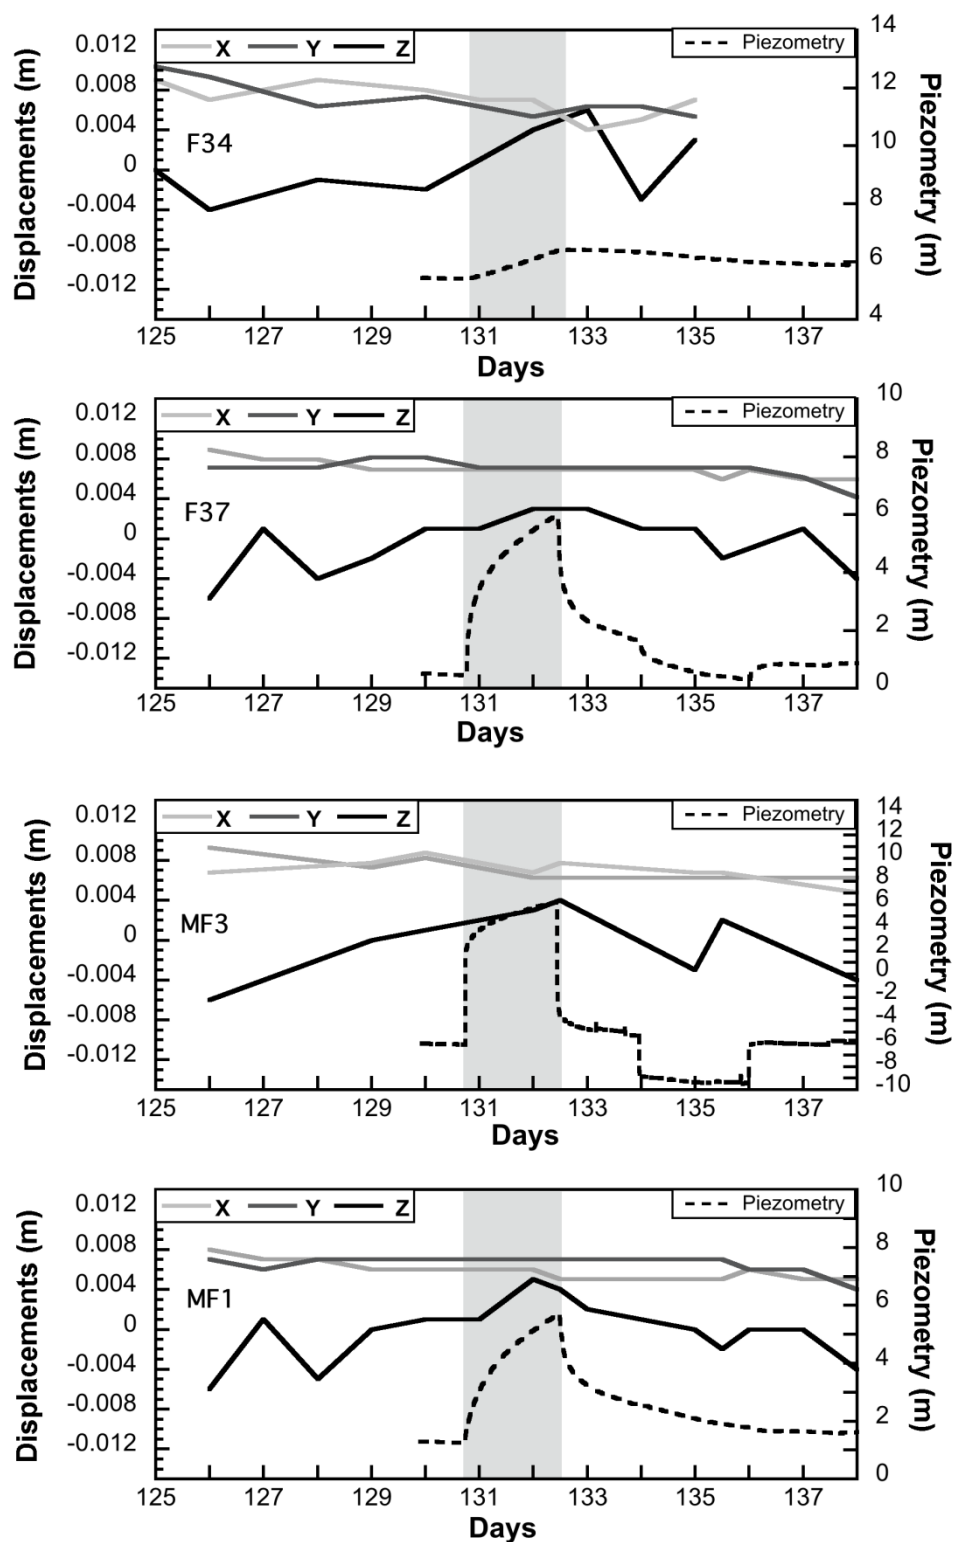 0.012
0.008
0.004
0
-0.004
-0.008
-0.012
Displacements (m)
X Y Z
Piezometry
F34
14
12
10
8
6
4
Piezometry (m)
125 127 129 131 133 135 137
Days
0.012
0.008
0.004
0
-0.004
-0.008
-0.012
Displacements (m)
X Y Z
Piezometry
F37
10
8
6
4
2
0
Piezometry (m)
125 127 129 131 133 135 137
Days
0.012
0.008
0.004
0
-0.004
-0.008
-0.012
Displacements (m)
X Y Z
Piezometry
MF3
14
12
10
8
6
4
2
0
-2
-4
-6
-8
-10
Piezometry (m)
125 127 129 131 133 135 137
Days
0.012
0.008
0.004
0
-0.004
-0.008
-0.012
Displacements (m)
X Y Z
Piezometry
MF1
10
8
6
4
2
0
Piezometry (m)
125 127 129 131 133 135 137
Days